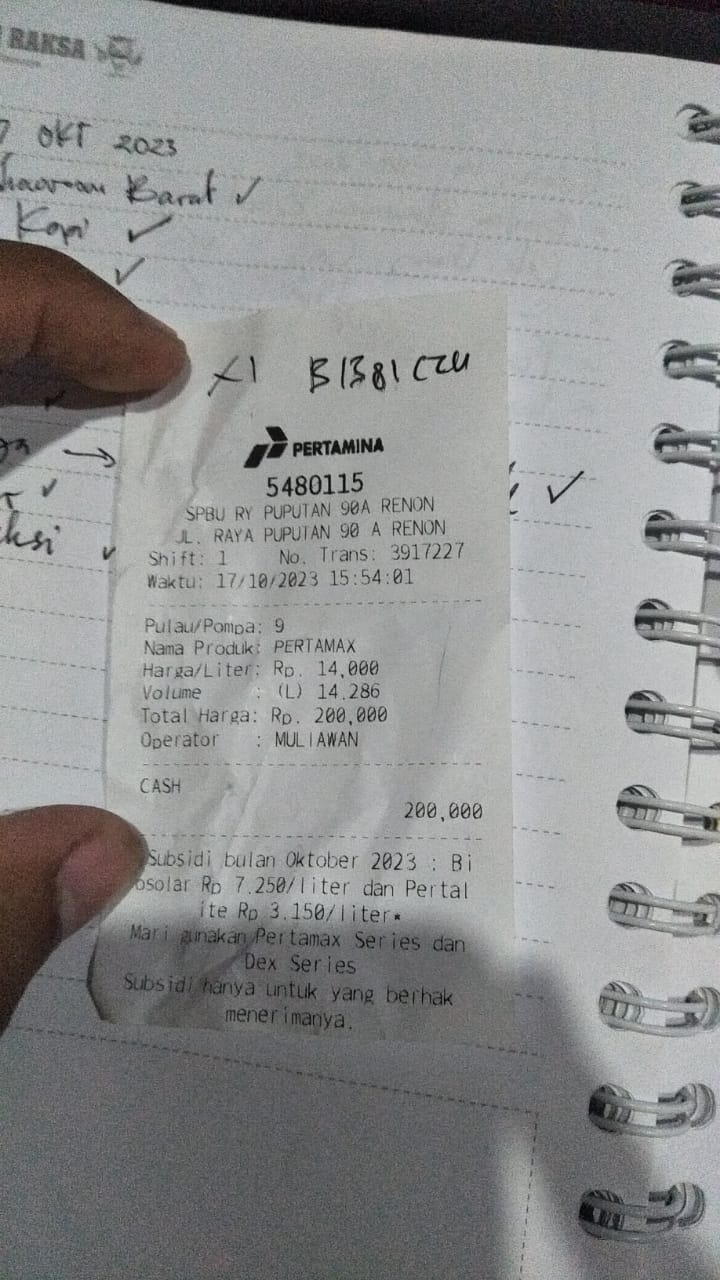 RAKSA
OKT 2023
Barat ✓
Kopi ✓
✓
X1 B1381CZU
PERTAMINA
5480115
SPBU RY PUPUTAN 90A RENON
JL. RAYA PUPUTAN 90 A RENON
Shift: 1 No. Trans: 3917227
Waktu: 17/10/2023 15:54:01
Pulau/Pompa: 9
Nama Produk: PERTAMAX
Harga/Liter: Rp. 14,000
Volume : (L) 14.286
Total Harga: Rp. 200,000
Operator : MULIAWAN
CASH
200,000
Subsidi bulan Oktober 2023 : Bi
osolar Rp 7.250/liter dan Pertal
ite Rp 3.150/liter*
Mari gunakan Pertamax Series dan
Dex Series
Subsidi hanya untuk yang berhak
menerimanya.